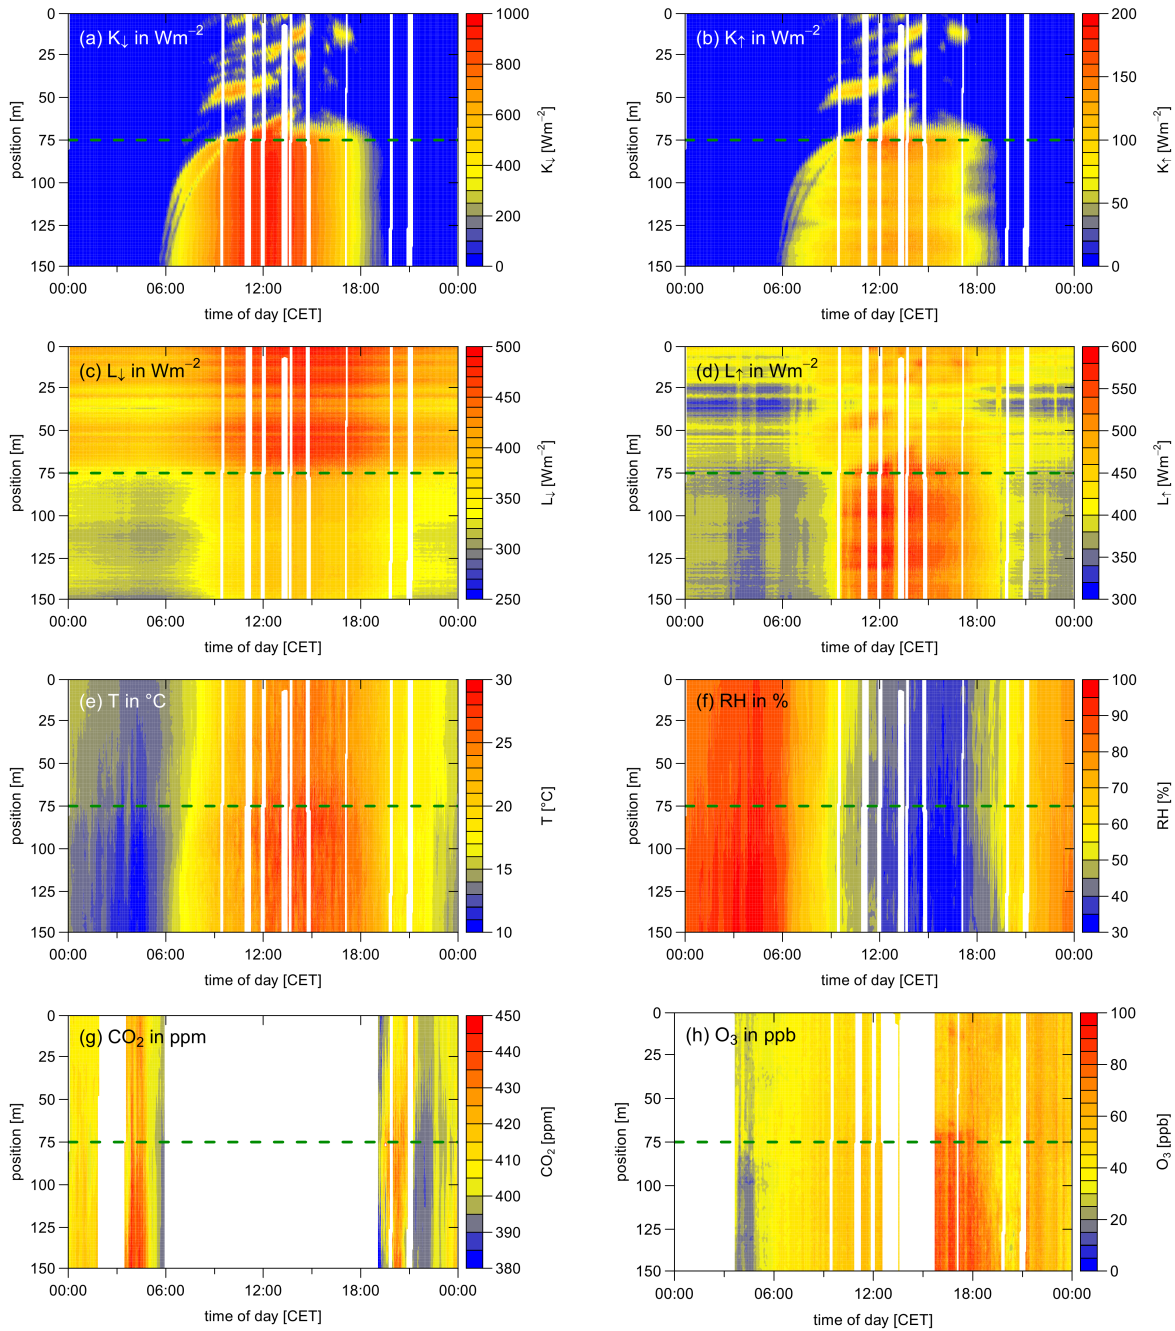 (a) K↓ in Wm−2
0
25
50
75
100
125
150
position [m]
00:00 06:00 12:00 18:00 00:00
time of day [CET]
1000
800
600
400
200
0
K↓ [Wm−2]
(b) K↑ in Wm−2
0
25
50
75
100
125
150
position [m]
00:00 06:00 12:00 18:00 00:00
time of day [CET]
200
150
100
50
0
K↑ [Wm−2]
(c) L↓ in Wm−2
0
25
50
75
100
125
150
position [m]
00:00 06:00 12:00 18:00 00:00
time of day [CET]
500
450
400
350
300
250
L↓ [Wm−2]
(d) L↑ in Wm−2
0
25
50
75
100
125
150
position [m]
00:00 06:00 12:00 18:00 00:00
time of day [CET]
600
550
500
450
400
350
300
L↑ [Wm−2]
(e) T in °C
0
25
50
75
100
125
150
position [m]
00:00 06:00 12:00 18:00 00:00
time of day [CET]
30
25
20
15
10
T [°C]
(f) RH in %
0
25
50
75
100
125
150
position [m]
00:00 06:00 12:00 18:00 00:00
time of day [CET]
100
90
80
70
60
50
40
30
RH [%]
(g) CO2 in ppm
0
25
50
75
100
125
150
position [m]
00:00 06:00 12:00 18:00 00:00
time of day [CET]
450
440
430
420
410
400
390
380
CO2 [ppm]
(h) O3 in ppb
0
25
50
75
100
125
150
position [m]
00:00 06:00 12:00 18:00 00:00
time of day [CET]
100
80
60
40
20
0
O3 [ppb]